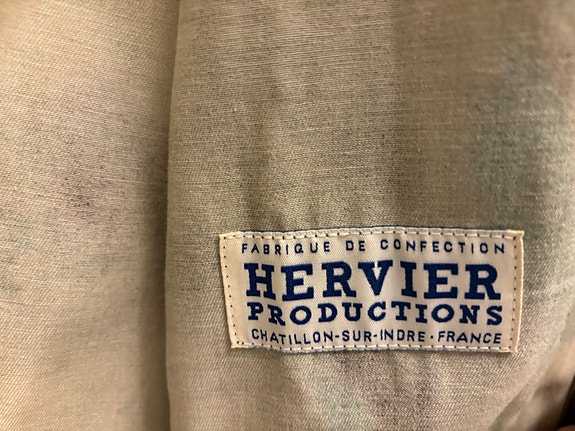 FABRIQUE DE CONFECTION
HERVIER
PRODUCTIONS
CHATILLON-SUR-INDRE·FRANCE